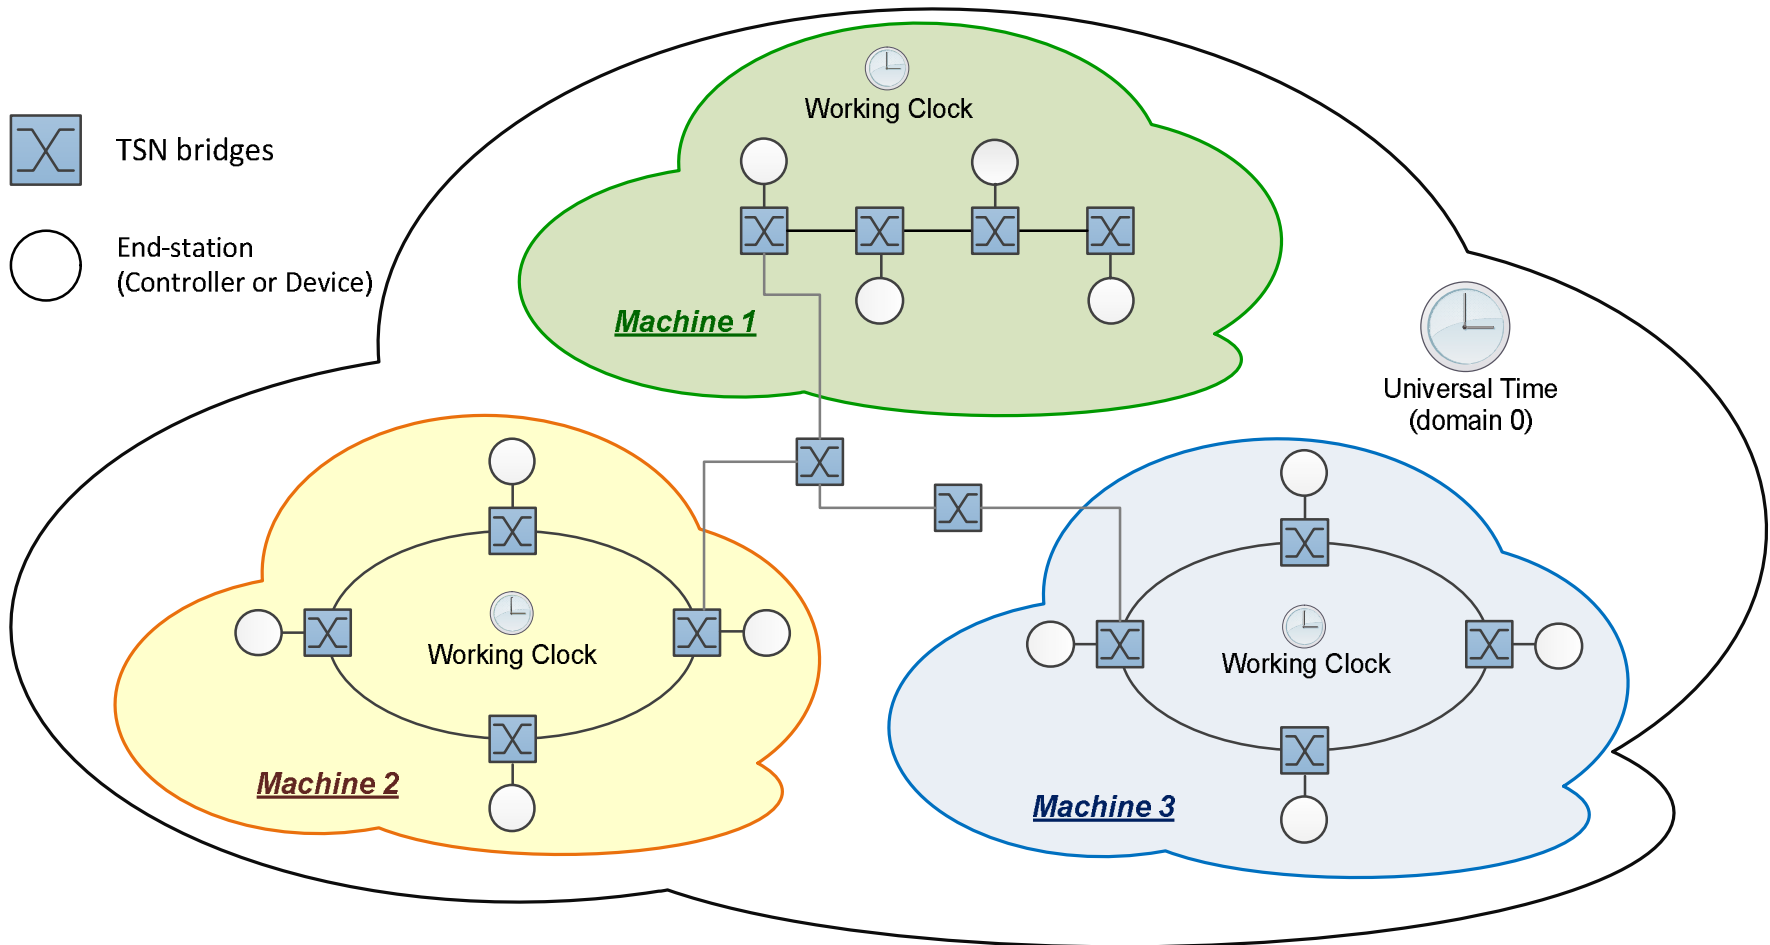 Working Clock
TSN bridges
End-station
(Controller or Device)
Machine 1
Universal Time
(domain 0)
Working Clock
Machine 2
Working Clock
Machine 3